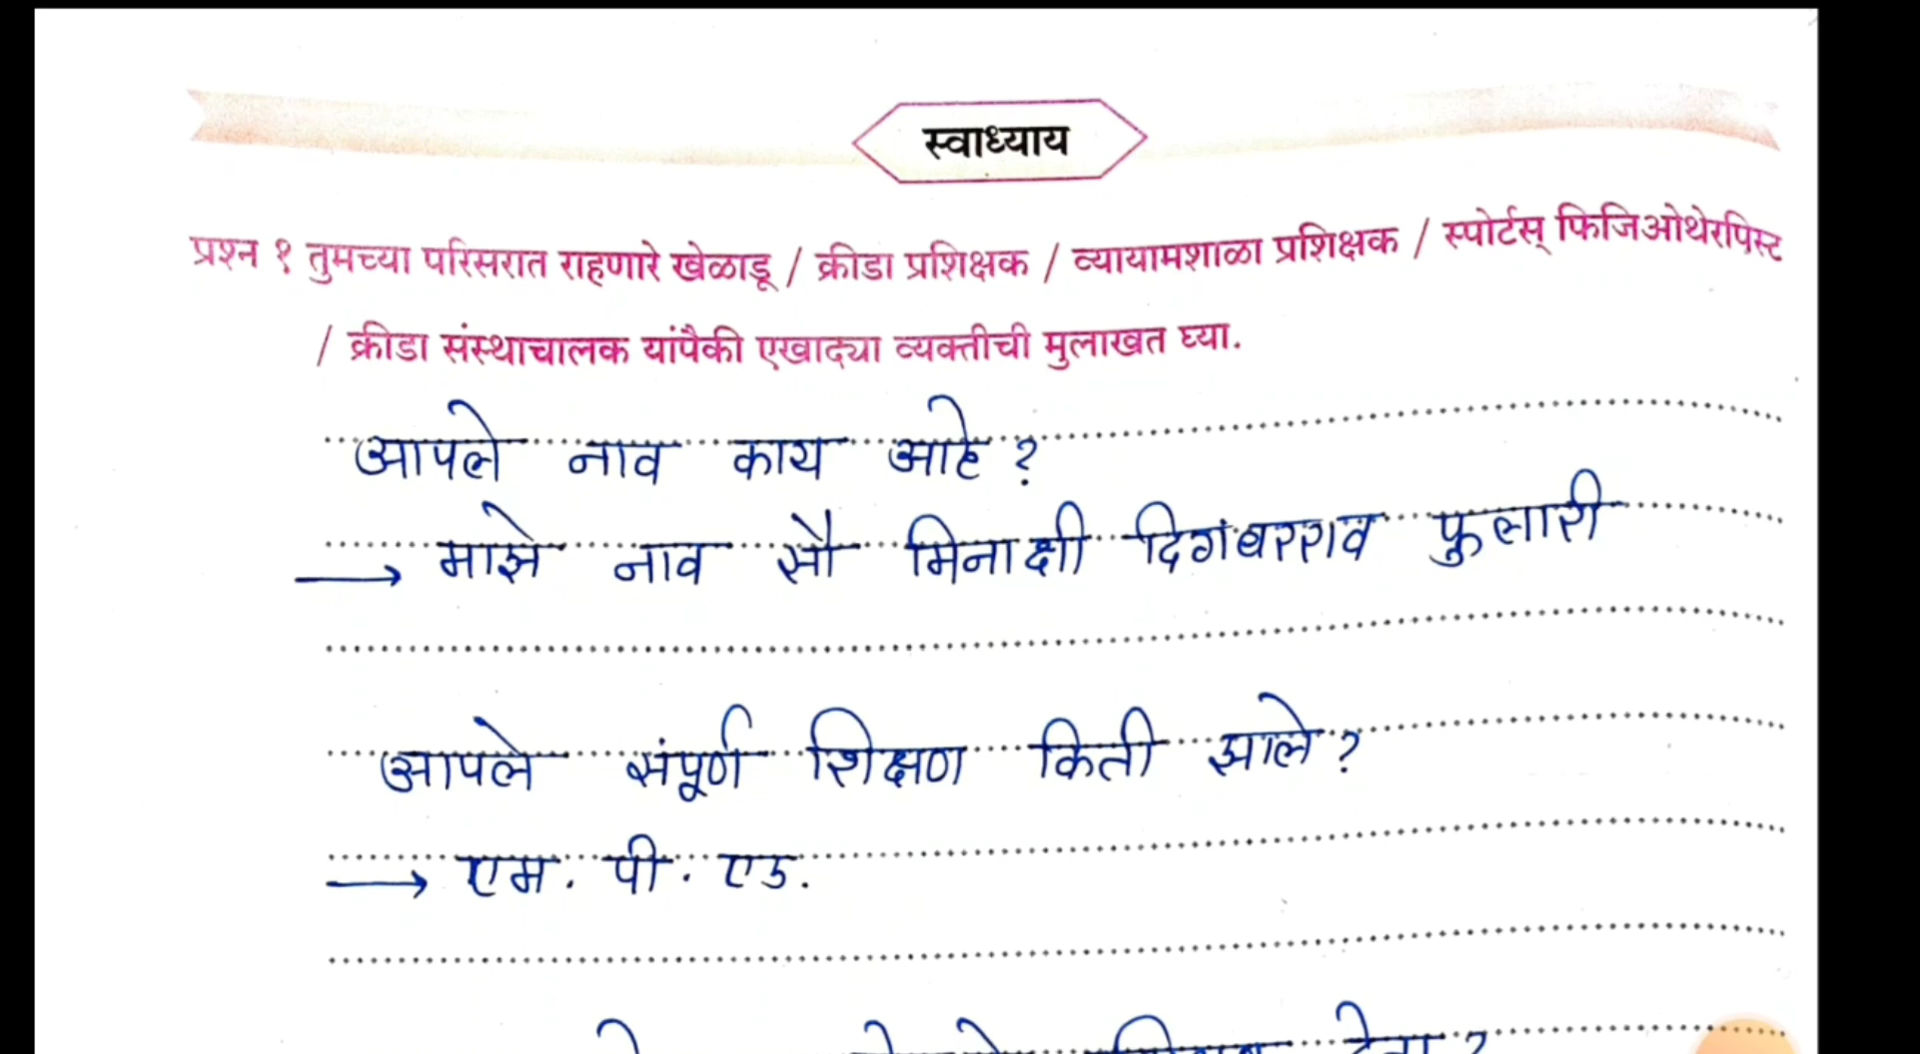 स्वाध्याय
प्रश्न १ तुमच्या परिसरात राहणारे खेळाडू / क्रीडा प्रशिक्षक / व्यायामशाळा प्रशिक्षक / स्पोर्टस् फिजिओथेरपिस्ट
/ क्रीडा संस्थाचालक यांपैकी एखाद्या व्यक्तीची मुलाखत घ्या.
आपले नाव काय आहे ?
→ माझे नाव सौ मिनाक्षी दिगंबरराव फुलारी
आपले संपूर्ण शिक्षण किती झाले ?
→ एम. पी. एड.